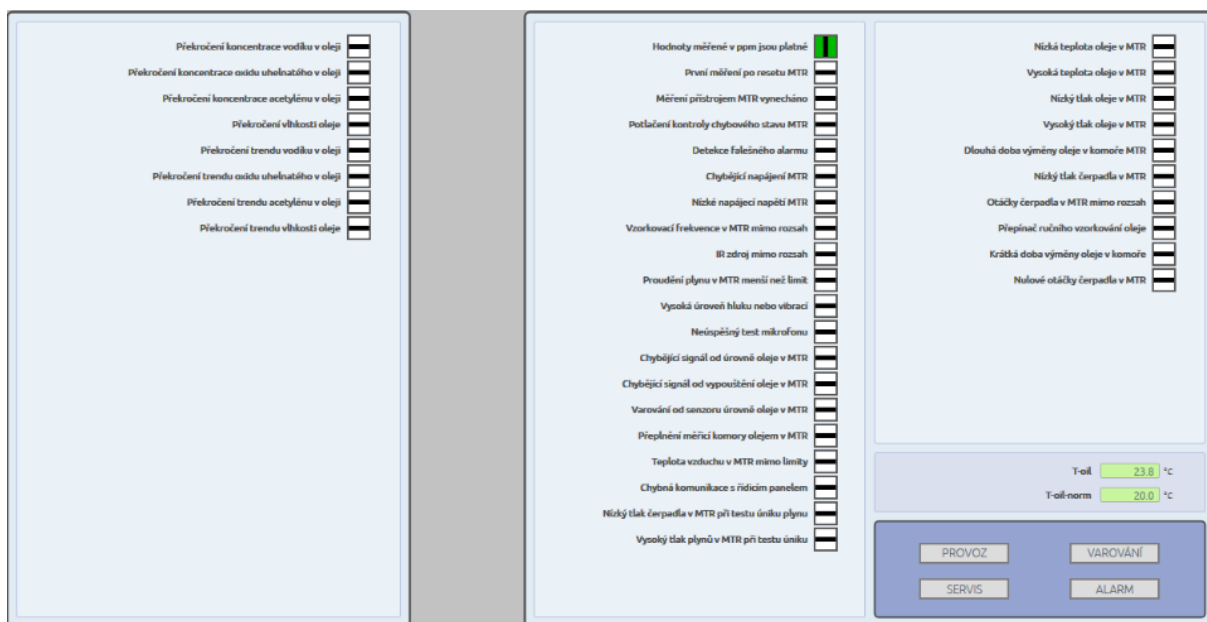 Překročení koncentrace vodíku v oleji
Překročení koncentrace oxidu uhelnatého v oleji
Překročení koncentrace acetylénu v oleji
Překročení vlhkosti oleje
Překročení trendu vodíku v oleji
Překročení trendu oxidu uhelnatého v oleji
Překročení trendu acetylénu v oleji
Překročení trendu vlhkosti oleje
Hodnoty měřené v ppm jsou platné
První měření po resetu MTR
Měření přístrojem MTR vynecháno
Potlačení kontroly chybového stavu MTR
Detekce falešného alarmu
Chybějící napájení MTR
Nízké napájecí napětí MTR
Vzorkovací frekvence v MTR mimo rozsah
IR zdroj mimo rozsah
Proudění plynu v MTR menší než limit
Vysoká úroveň hluku nebo vibrací
Neúspěšný test mikrofonu
Chybějící signál od úrovně oleje v MTR
Chybějící signál od vypouštění oleje v MTR
Varování od senzoru úrovně oleje v MTR
Přeplnění měřicí komory olejem v MTR
Teplota vzduchu v MTR mimo limity
Chybná komunikace s řídicím panelem
Nízký tlak čerpadla v MTR při testu úniku plynu
Vysoký tlak plynů v MTR při testu úniku
Nízká teplota oleje v MTR
Vysoká teplota oleje v MTR
Nízký tlak oleje v MTR
Vysoký tlak oleje v MTR
Dlouhá doba výměny oleje v komoře MTR
Nízký tlak čerpadla v MTR
Otáčky čerpadla v MTR mimo rozsah
Přepínač ručního vzorkování oleje
Krátká doba výměny oleje v komoře
Nulové otáčky čerpadla v MTR
T-oil 23.8 °C
T-oil-norm 20.0 °C
PROVOZ VAROVÁNÍ
SERVIS ALARM